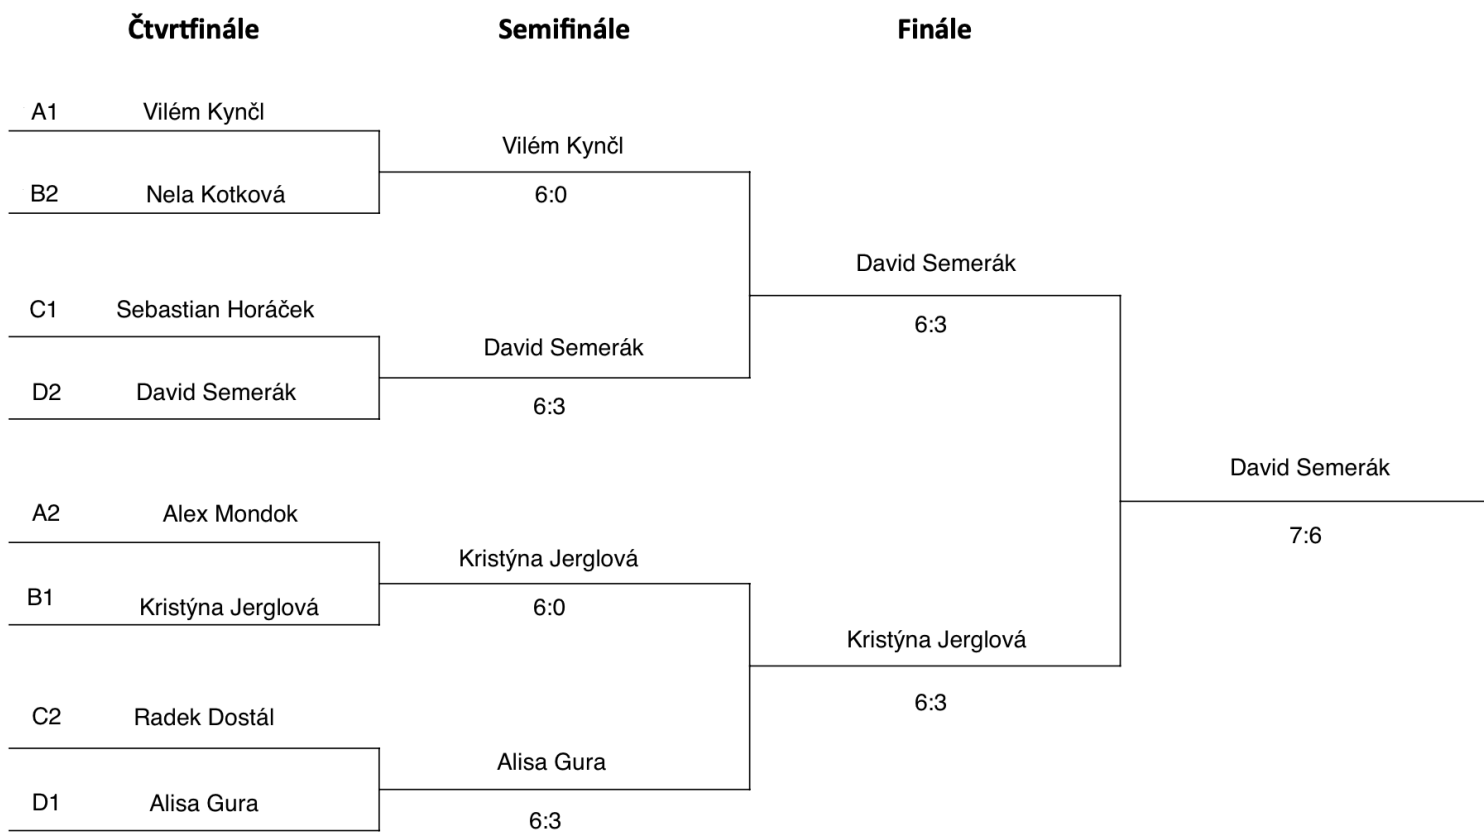 Čtvrtfinále Semifinále Finále
A1 Vilém Kynčl
Vilém Kynčl
B2 Nela Kotková
6:0
David Semerák
C1 Sebastian Horáček
6:3
David Semerák
D2 David Semerák
6:3
David Semerák
A2 Alex Mondok
7:6
Kristýna Jerglová
B1 Kristýna Jerglová
6:0
Kristýna Jerglová
6:3
C2 Radek Dostál
Alisa Gura
D1 Alisa Gura
6:3